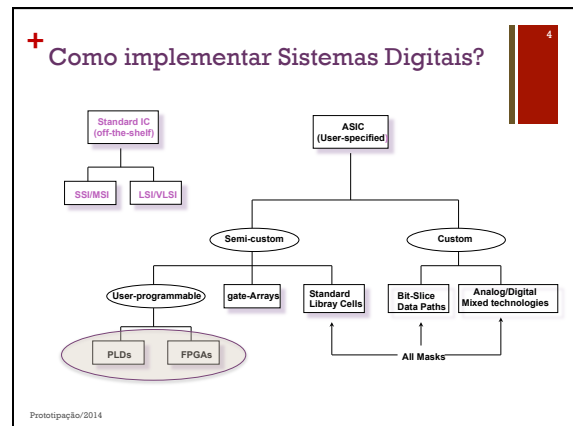 4
+
Como implementar Sistemas Digitais?
Standard IC
(off-the-shelf)
ASIC
(User-specified)
SSI/MSI
LSI/VLSI
Semi-custom
Custom
User-programmable
gate-Arrays
Standard
Libray Cells
Bit-Slice
Data Paths
Analog/Digital
Mixed technologies
PLDs
FPGAs
All Masks
Prototipação/2014